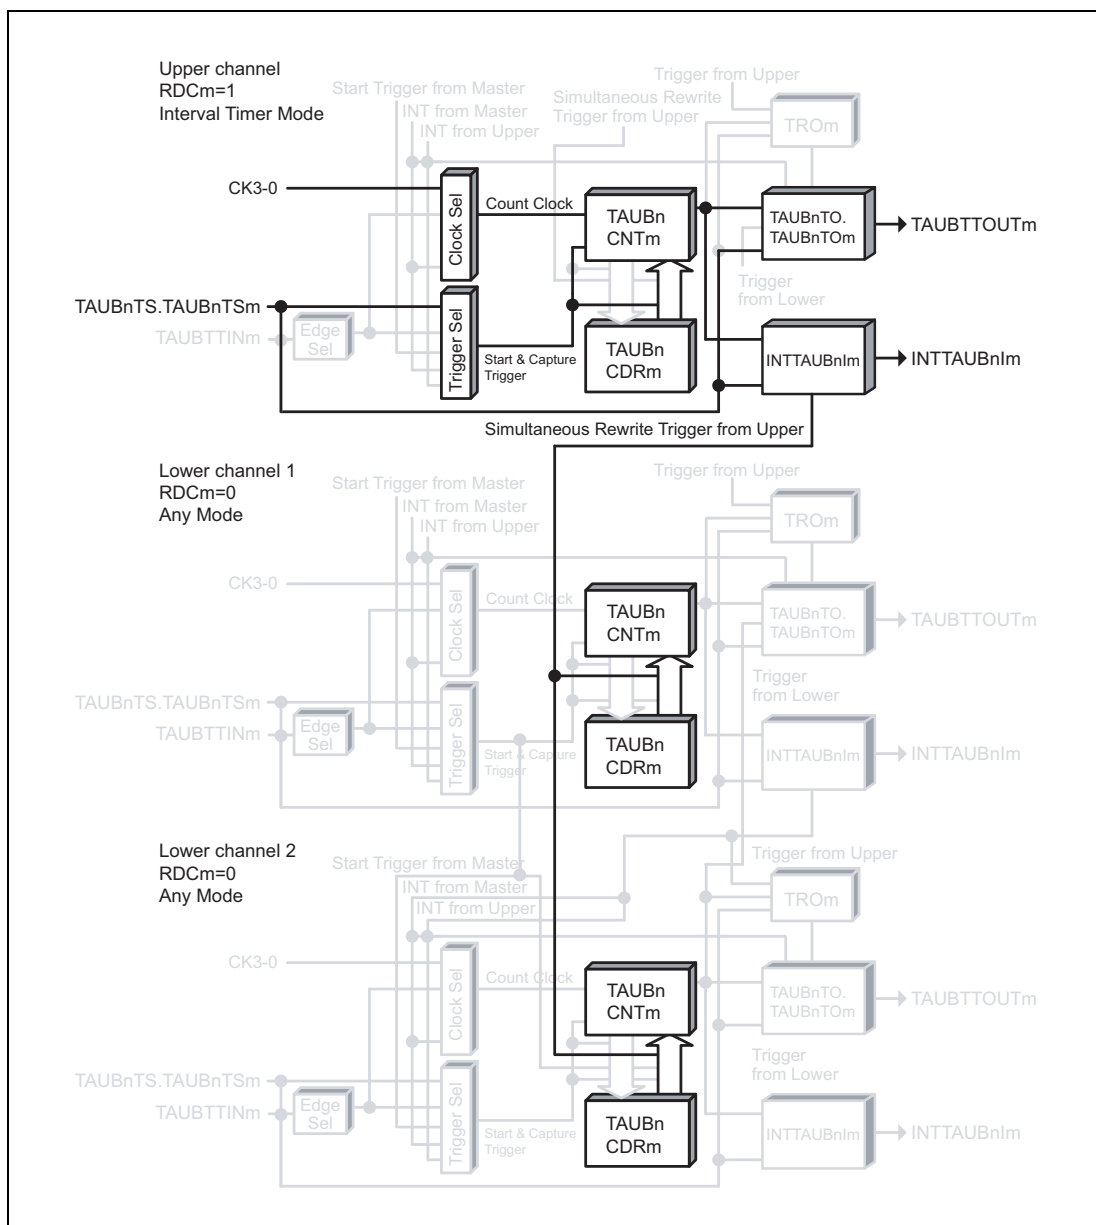 Upper channel
RDCm=1
Interval Timer Mode
Trigger from Upper
Start Trigger from Master
INT from Master
INT from Upper
Simultaneous Rewrite
Trigger from Upper
TROm
CK3-0
Clock Sel
Count Clock
TAUBn
CNTm
TAUBnTO.
TAUBnTOm
TAUBTTOUTm
Trigger
from Lower
TAUBnTS.TAUBnTSm
TAUBTTINm
Edge
Sel
Trigger Sel
Start & Capture
Trigger
TAUBn
CDRm
INTTAUBnIm
INTTAUBnIm
Simultaneous Rewrite Trigger from Upper
Lower channel 1
RDCm=0
Any Mode
Trigger from Upper
Start Trigger from Master
INT from Master
INT from Upper
TROm
CK3-0
Clock Sel
Count Clock
TAUBn
CNTm
TAUBnTO.
TAUBnTOm
TAUBTTOUTm
Trigger
from Lower
TAUBnTS.TAUBnTSm
TAUBTTINm
Edge
Sel
Trigger Sel
Start & Capture
Trigger
TAUBn
CDRm
INTTAUBnIm
INTTAUBnIm
Lower channel 2
RDCm=0
Any Mode
Trigger from Upper
Start Trigger from Master
INT from Master
INT from Upper
TROm
CK3-0
Clock Sel
Count Clock
TAUBn
CNTm
TAUBnTO.
TAUBnTOm
TAUBTTOUTm
Trigger
from Lower
TAUBnTS.TAUBnTSm
TAUBTTINm
Edge
Sel
Trigger Sel
Start & Capture
Trigger
TAUBn
CDRm
INTTAUBnIm
INTTAUBnIm